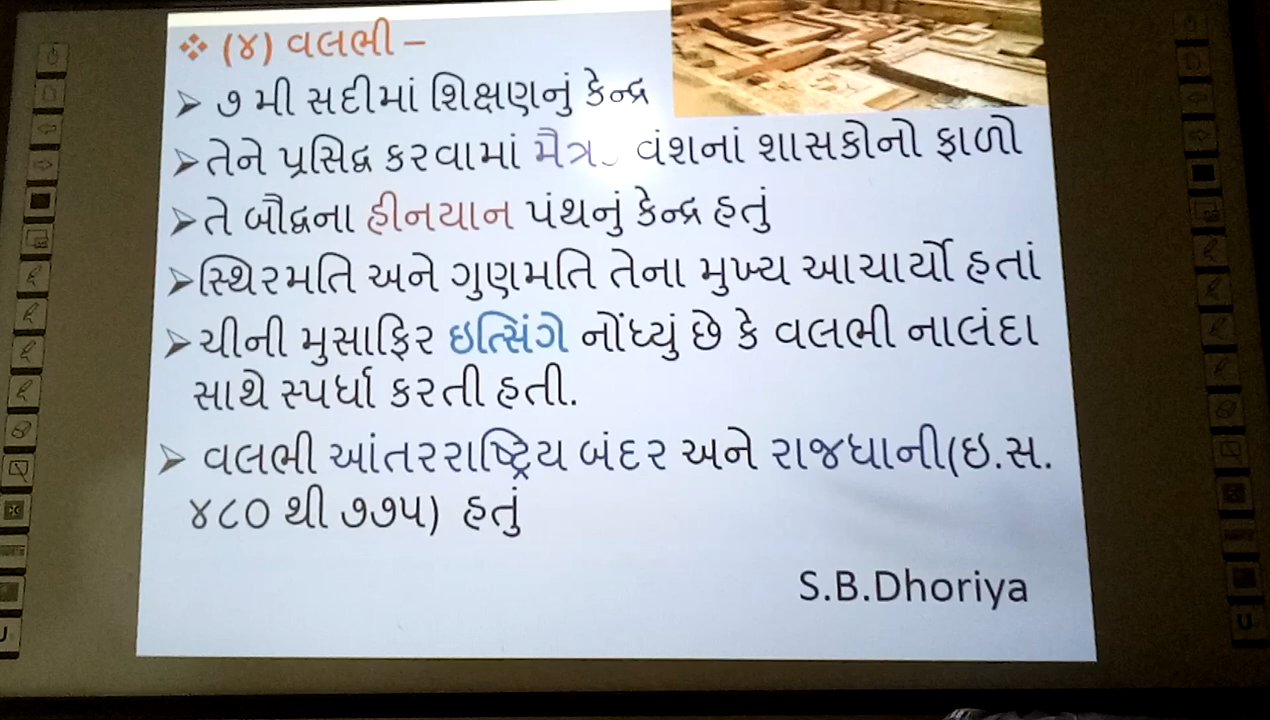 ❖ (૪) વલભી –
➢ ૭ મી સદીમાં શિક્ષણનું કેન્દ્ર
➢ તેને પ્રસિદ્ધ કરવામાં વંશનાં શાસકોનો ફાળો
➢ તે બૌદ્ધના હીનયાન પંથનું કેન્દ્ર હતું
➢ સ્થિરમતિ અને ગુણમતિ તેના મુખ્ય આચાર્યો હતાં
➢ ચીની મુસાફિર ઇત્સિંગે નોંધ્યું છે કે વલભી નાલંદા
સાથે સ્પર્ધા કરતી હતી.
➢ વલભી આંતરરાષ્ટ્રિય બંદર અને રાજધાની(ઇ.સ.
૪૮૦ થી ૭૭૫) હતું
S.B.Dhoriya